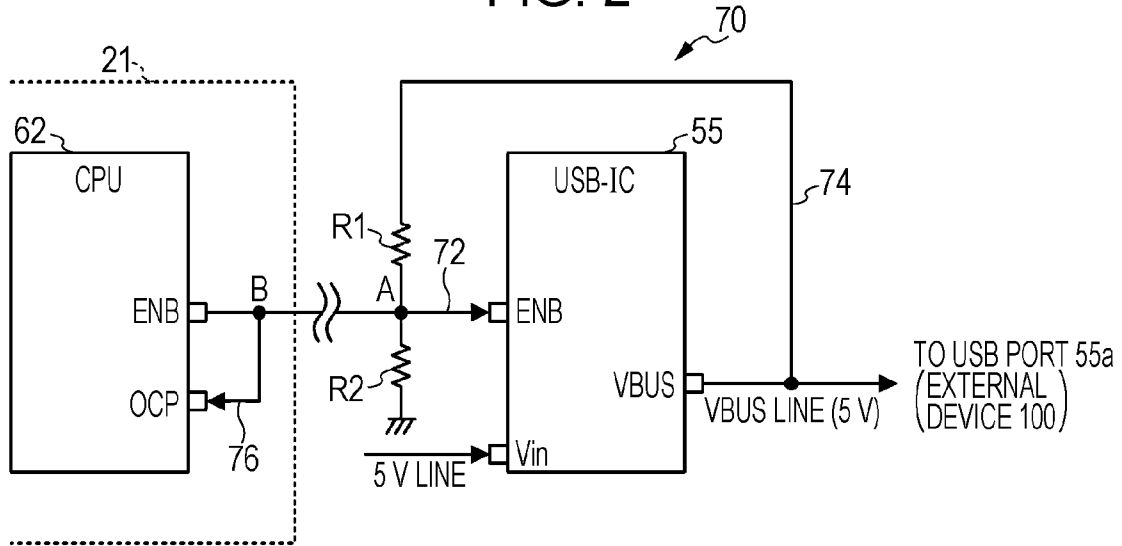 FIG. 2
70
21
62
CPU
55
USB-IC
74
R1
72
ENB
B
A
ENB
R2
OCP
76
VBUS
VBUS LINE (5 V)
TO USB PORT 55a
(EXTERNAL
DEVICE 100)
5 V LINE
Vin